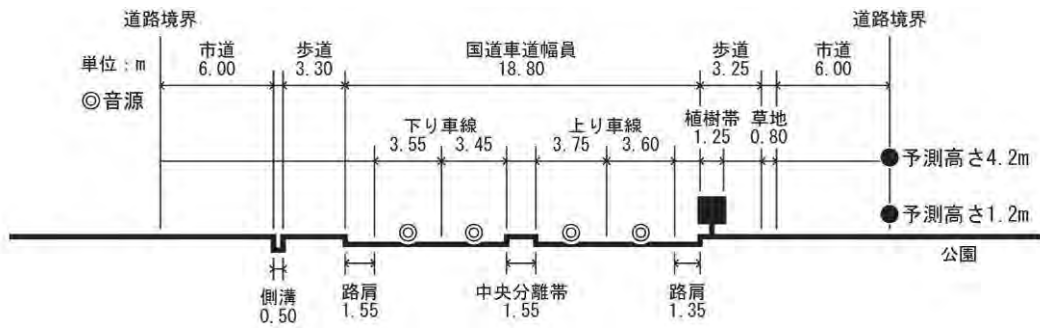 道路境界
道路境界
単位：m
◎音源
市道
6.00
歩道
3.30
国道車道幅員
18.80
歩道
3.25
市道
6.00
下り車線
3.55
3.45
上り車線
3.75
3.60
植樹帯
1.25
草地
0.80
予測高さ4.2m
予測高さ1.2m
公園
側溝
0.50
路肩
1.55
中央分離帯
1.55
路肩
1.35